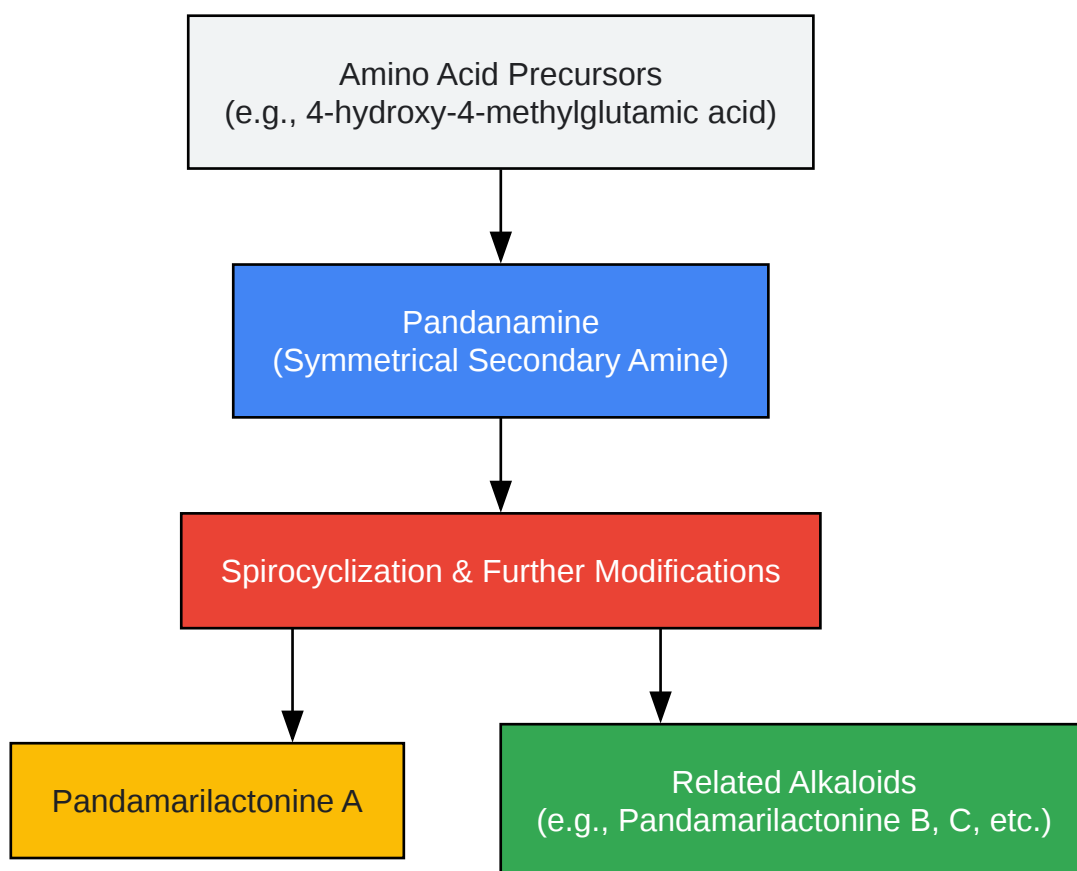 Amino Acid Precursors
(e.g., 4-hydroxy-4-methylglutamic acid)
Pandanamine
(Symmetrical Secondary Amine)
Spirocyclization & Further Modifications
Pandamarilactonine A
Related Alkaloids
(e.g., Pandamarilactonine B, C, etc.)